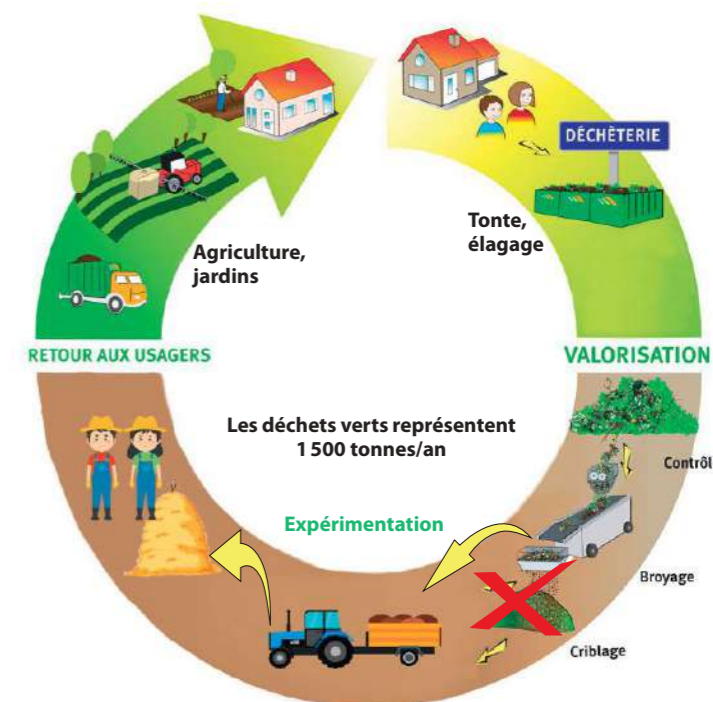 DÉCHÈTERIE
Tonte,
élagage
Agriculture,
jardins
RETOUR AUX USAGERS
VALORISATION
Les déchets verts représentent
1 500 tonnes/an
Contrôl
Expérimentation
Broyage
Criblage